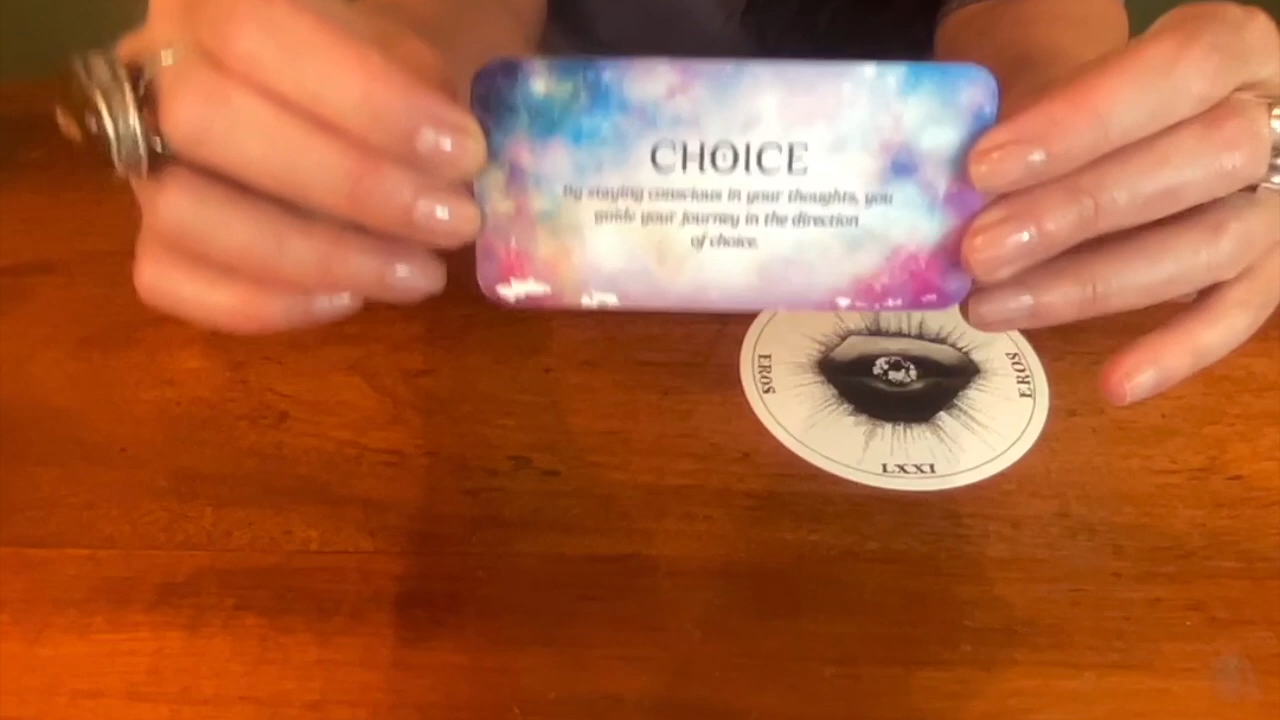 CHOICE
By staying conscious in your thoughts, you
guide your journey in the direction
of choice.
EROS
EROS
LXXI